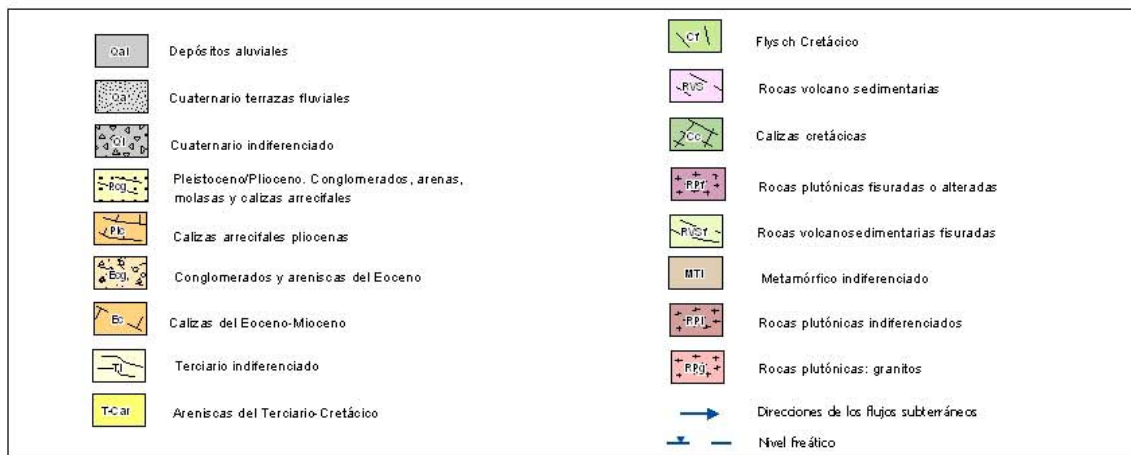 Qal Depósitos aluviales
Qar Cuaternario terrazas fluviales
QI Cuaternario indiferenciado
Pcg Pleistoceno/Plioceno. Conglomerados, arenas,
molasas y calizas arrecifales
Plc Calizas arrecifales pliocenas
Ecg Conglomerados y areniscas del Eoceno
Ec Calizas del Eoceno-Mioceno
TI Terciario indiferenciado
T-Car Areniscas del Terciario-Cretácico
Cf Flysch Cretácico
RVS Rocas volcano sedimentarias
Cc Calizas cretácicas
RPf Rocas plutónicas fisuradas o alteradas
RVSf Rocas volcanosedimentarias fisuradas
MTI Metamórfico indiferenciado
RPI Rocas plutónicas indiferenciados
RPg Rocas plutónicas: granitos
Direcciones de los flujos subterráneos
Nivel freático